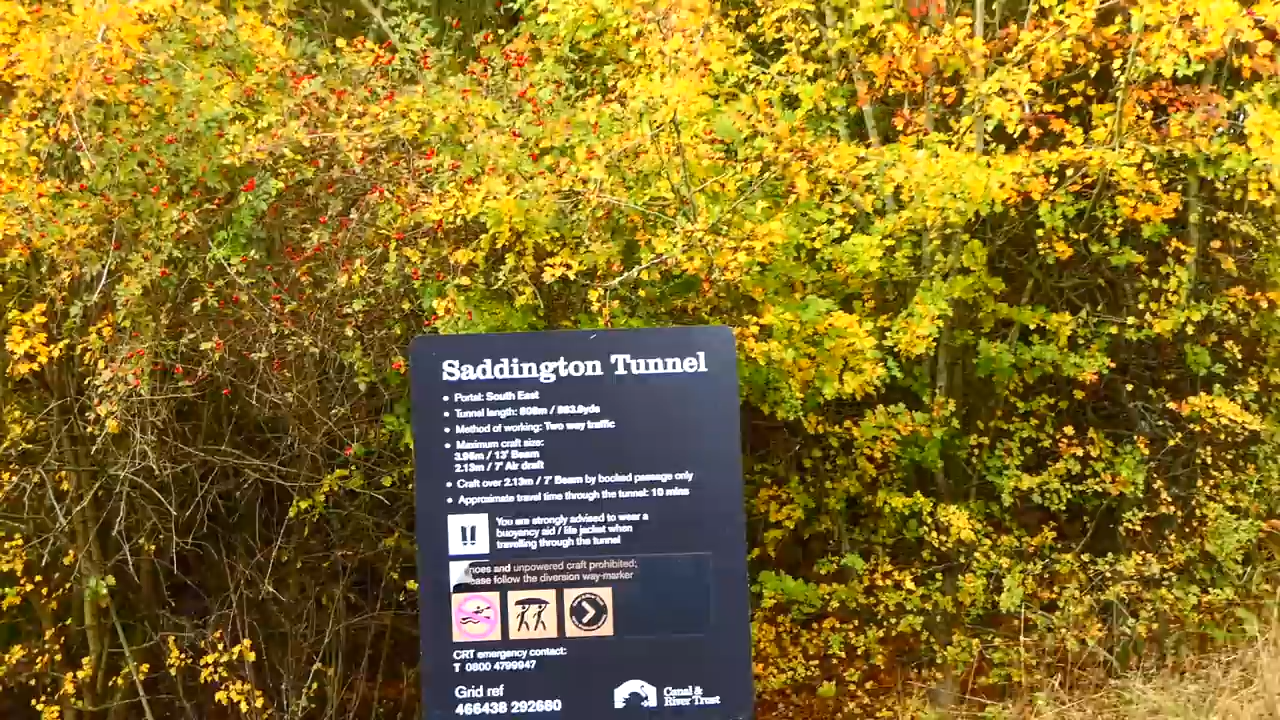 Saddington Tunnel
• Portal: South East
• Tunnel length: 808m / 883.6yds
• Method of working: Two way traffic
• Maximum craft size:
3.96m / 13' Beam
2.13m / 7' Air draft
• Craft over 2.13m / 7' Beam by booked passage only
• Approximate travel time through the tunnel: 10 mins
You are strongly advised to wear a
buoyancy aid / life jacket when
travelling through the tunnel
noes and unpowered craft prohibited;
ease follow the diversion way-marker
CRT emergency contact:
T 0800 4799947
Grid ref
466438 292680
Canal &
River Trust